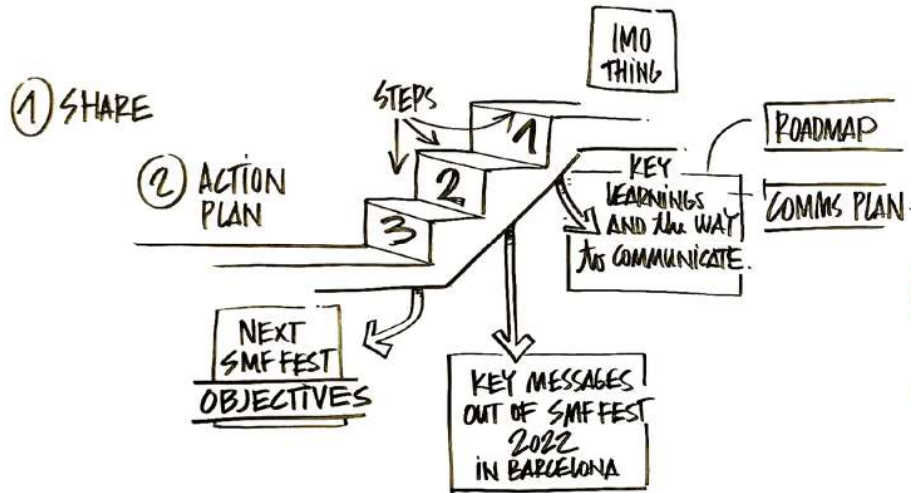 IMO
THING
① SHARE
STEPS
② ACTION
PLAN
1
2
3
ROADMAP
COMMS PLAN
KEY
LEARNINGS
AND the WAY
to COMMUNICATE.
NEXT
SMF FEST
OBJECTIVES
KEY MESSAGES
OUT OF SMF FEST
2022
IN BARCELONA